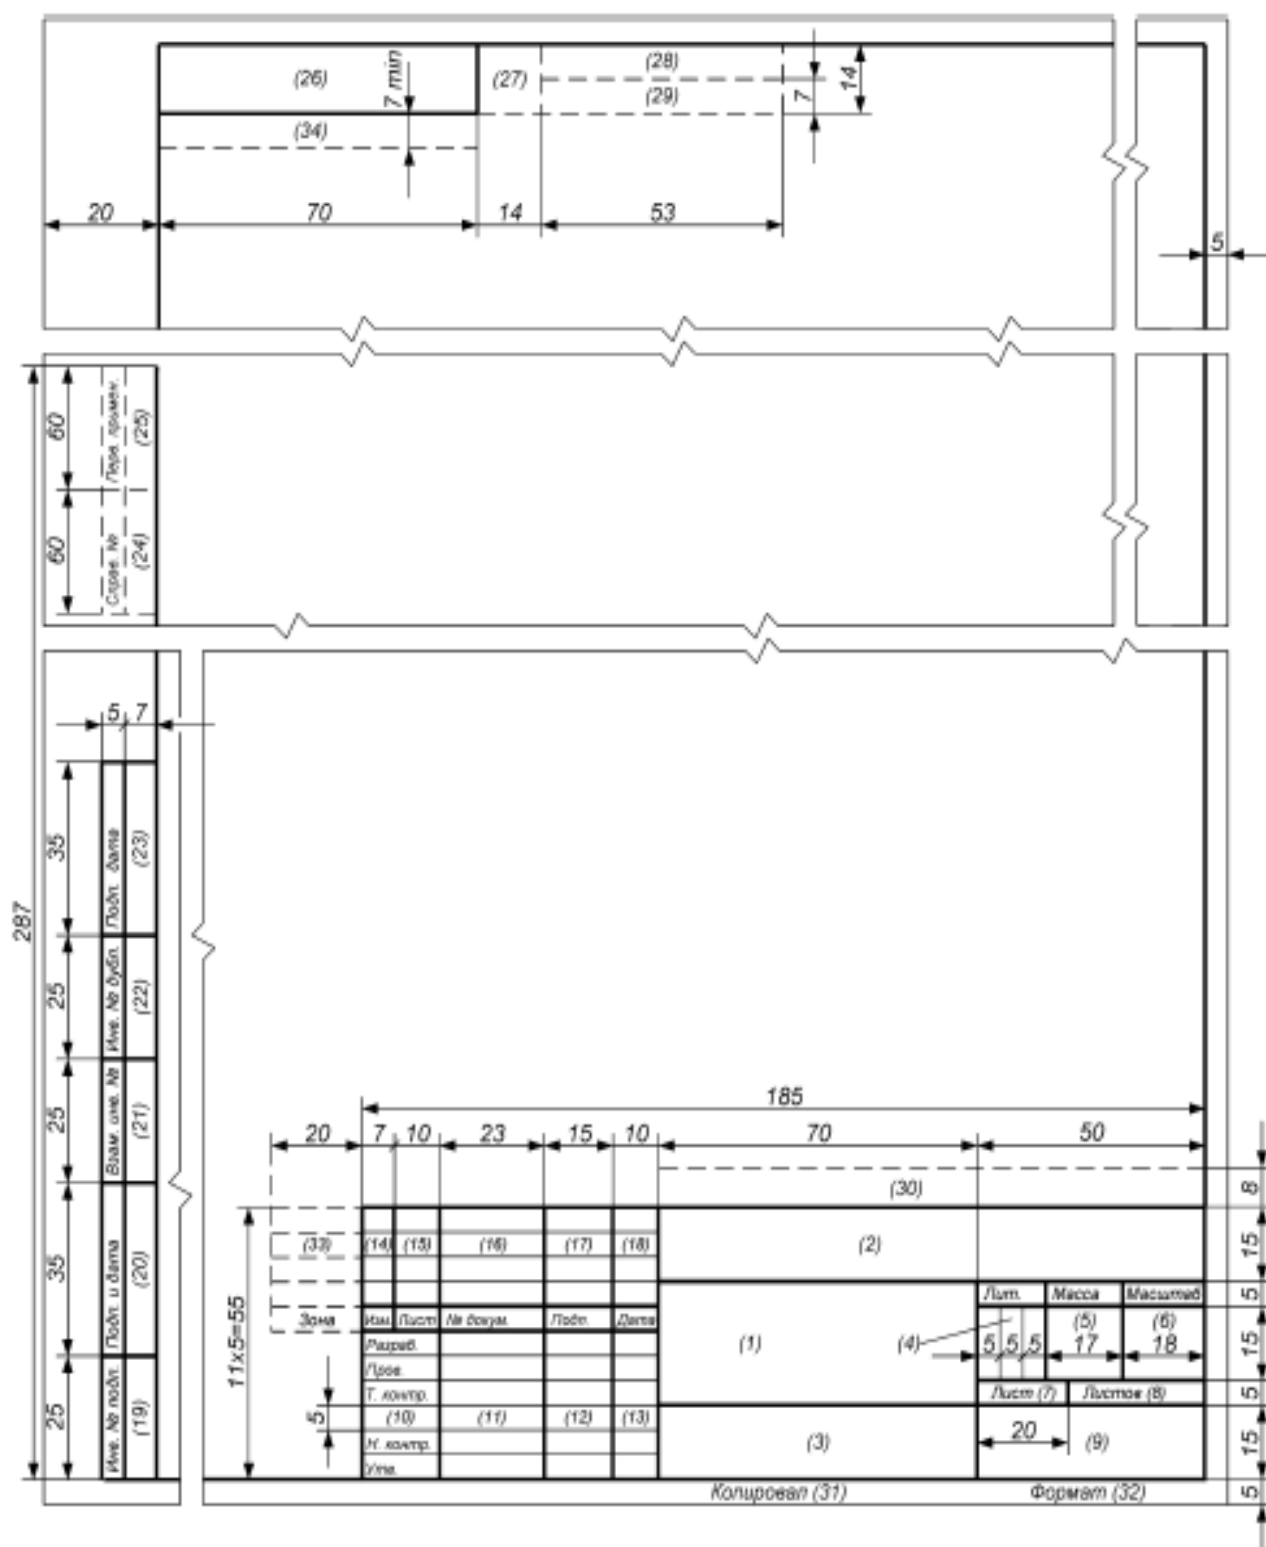 (26)
7 min
(27)
(28)
(29)
7
14
(34)
20
70
14
53
5
287
60
Перв. примен.
(25)
60
Справ. №
(24)
5
7
35
Подп. дата
(23)
25
Инв. № дубл.
(22)
25
Взам. инв. №
(21)
35
Подп. и дата
(20)
25
Инв. № подл.
(19)
185
20
7
10
23
15
10
70
50
(30)
8
(33)
(14)
(15)
(16)
(17)
(18)
(2)
15
Лит.
Масса
Масштаб
5
Зона
Изм.
Лист
№ докум.
Подп.
Дата
11x5=55
(1)
(4)
5
5
5
(5)
17
(6)
18
15
Разраб.
Пров.
Т. контр.
Лист (7)
Листов (8)
5
5
(10)
(11)
(12)
(13)
(3)
20
(9)
15
Н. контр.
Утв.
Копировал (31)
Формат (32)
5